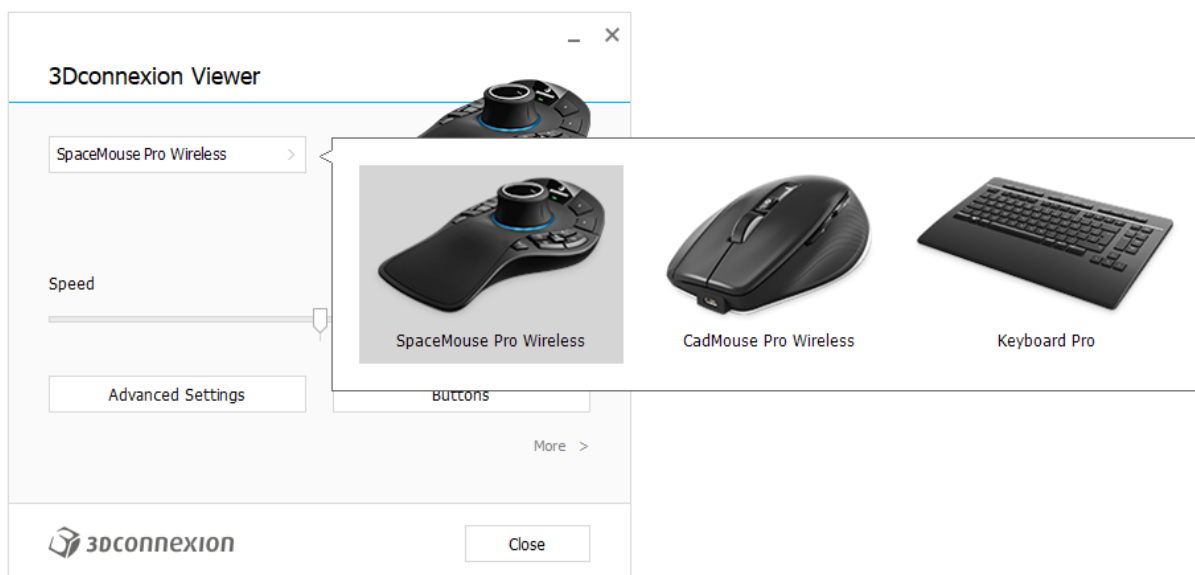 3Dconnexion Viewer
SpaceMouse Pro Wireless
SpaceMouse Pro Wireless
CadMouse Pro Wireless
Keyboard Pro
Speed
Advanced Settings
Buttons
More >
3Dconnexion
Close